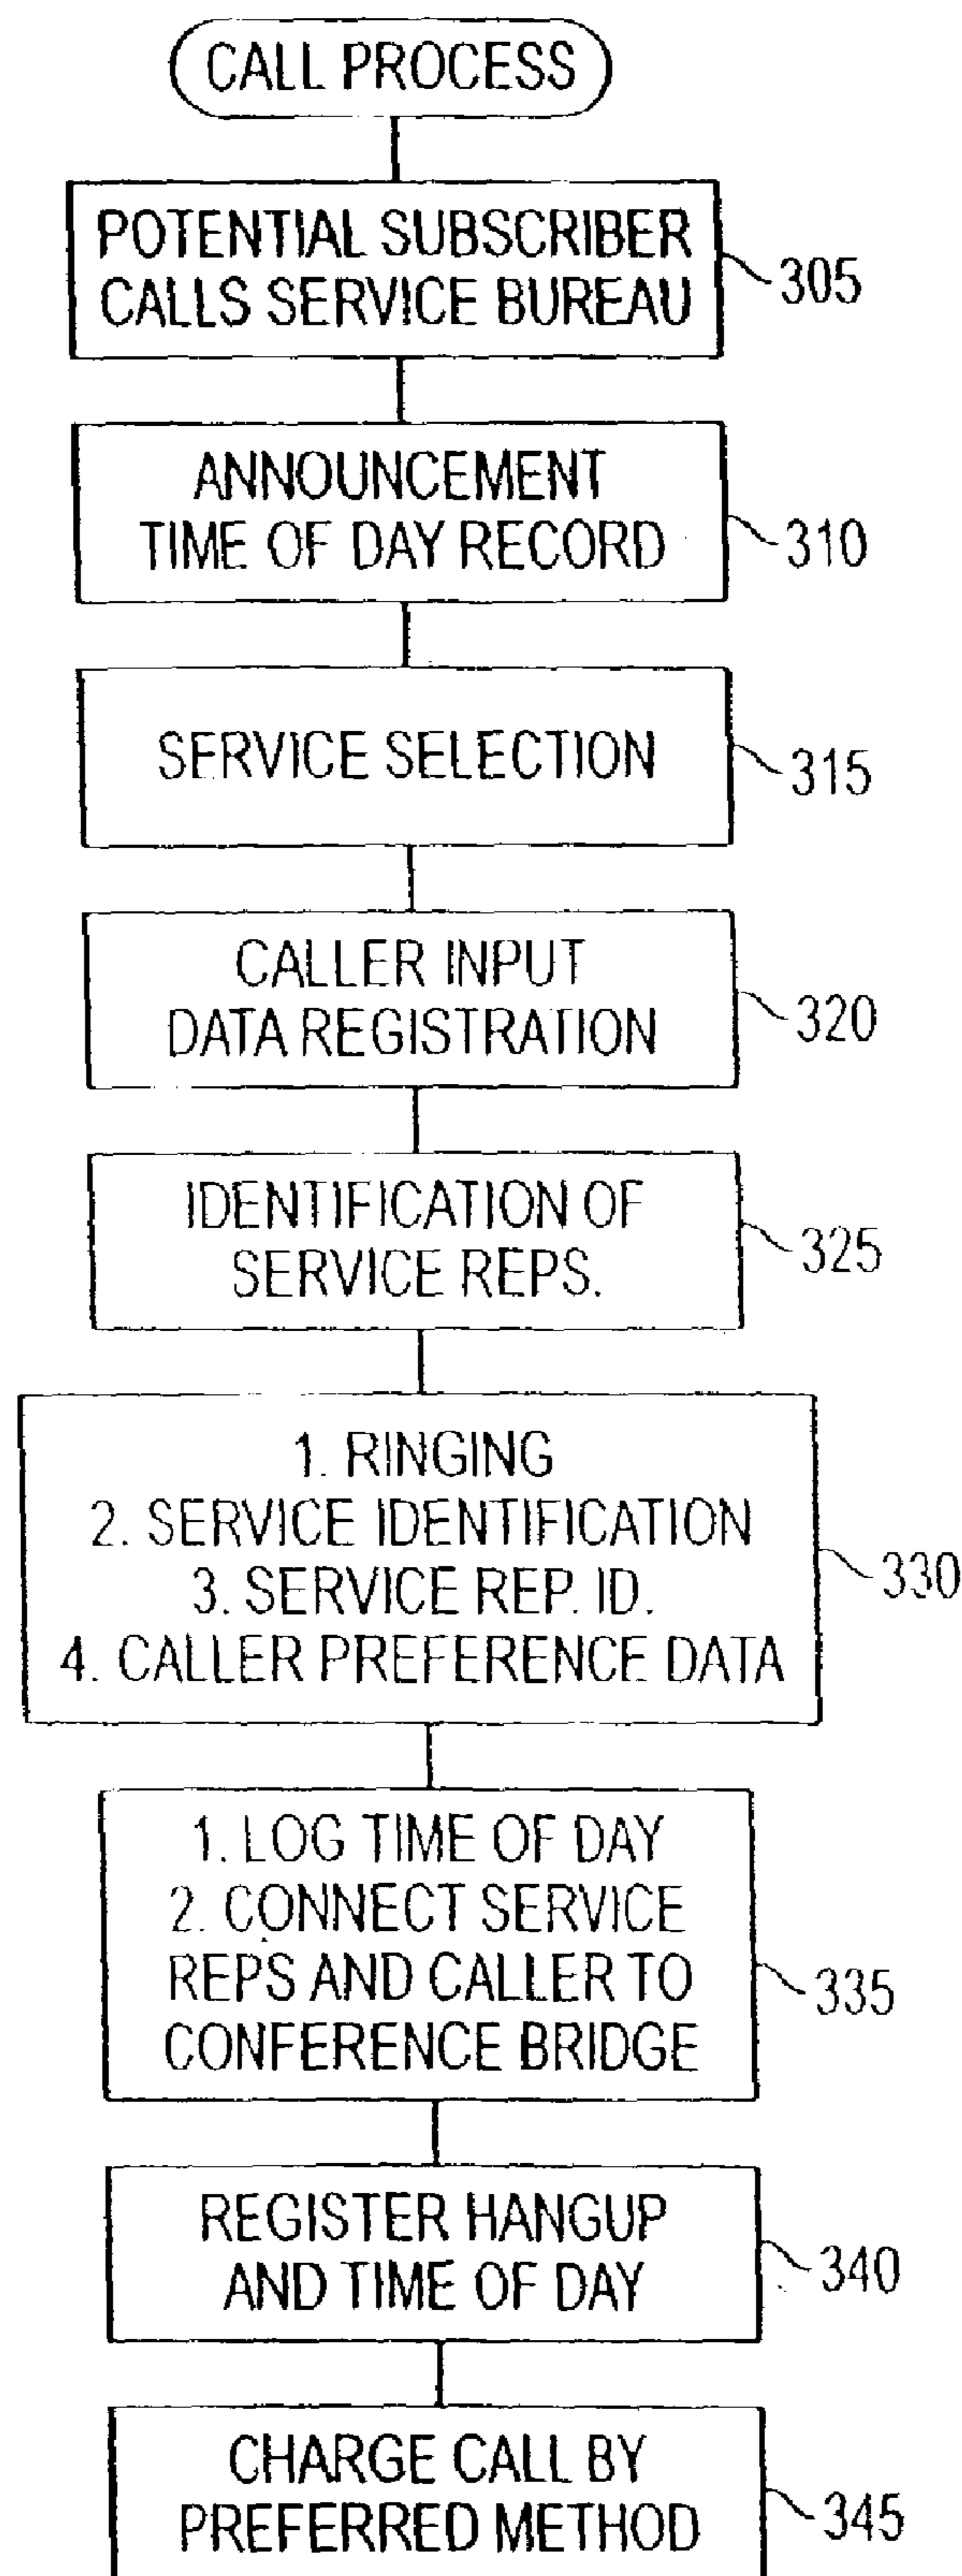 CALL PROCESS
POTENTIAL SUBSCRIBER
CALLS SERVICE BUREAU
305
ANNOUNCEMENT
TIME OF DAY RECORD
310
SERVICE SELECTION
315
CALLER INPUT
DATA REGISTRATION
320
IDENTIFICATION OF
SERVICE REPS.
325
1. RINGING
2. SERVICE IDENTIFICATION
3. SERVICE REP. ID.
4. CALLER PREFERENCE DATA
330
1. LOG TIME OF DAY
2. CONNECT SERVICE
REPS AND CALLER TO
CONFERENCE BRIDGE
335
REGISTER HANGUP
AND TIME OF DAY
340
CHARGE CALL BY
PREFERRED METHOD
345